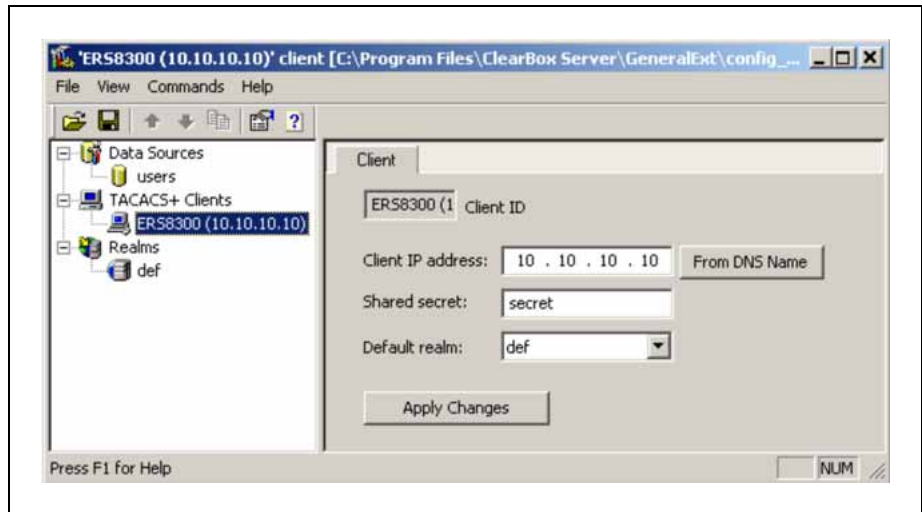 'ERS8300 (10.10.10.10)' client [C:\Program Files\ClearBox Server\GeneralExt\config_...
File View Commands Help
Data Sources
users
TACACS+ Clients
ERS8300 (10.10.10.10)
Realms
def
Client
ERS8300 (1 Client ID
Client IP address: 10 . 10 . 10 . 10 From DNS Name
Shared secret: secret
Default realm: def
Apply Changes
Press F1 for Help NUM